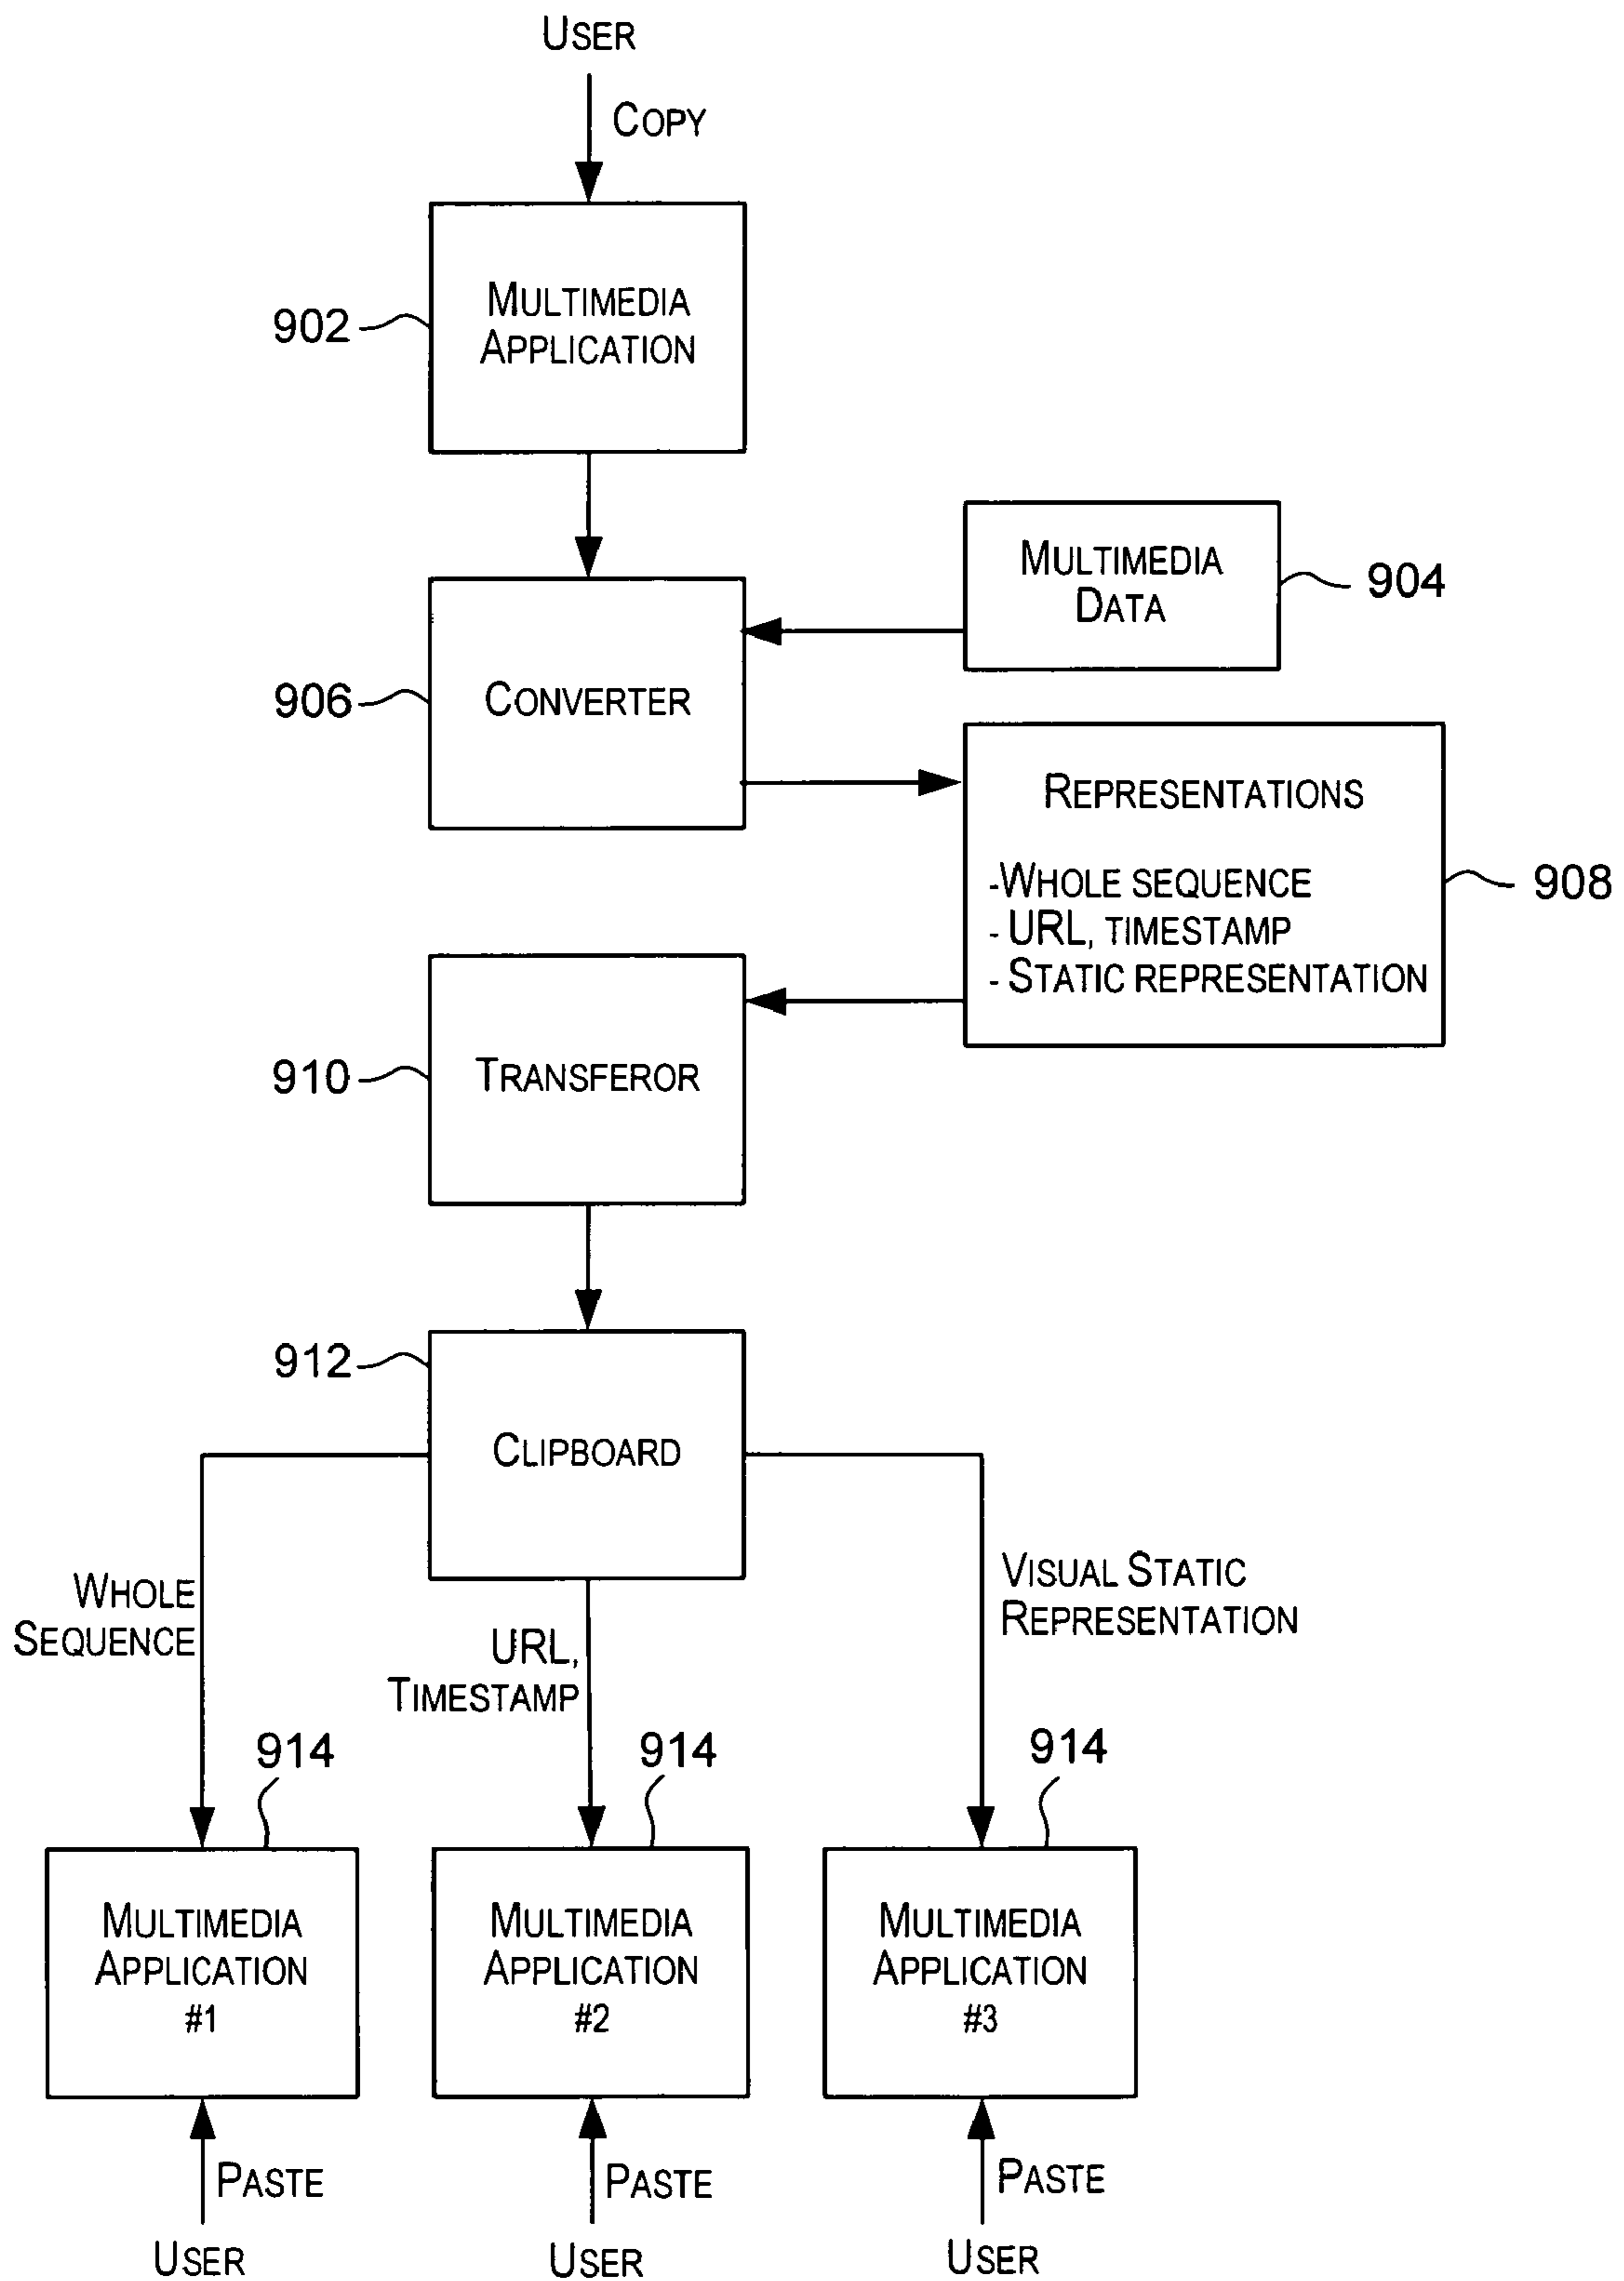 USER
COPY
MULTIMEDIA
APPLICATION
902
MULTIMEDIA
DATA
904
CONVERTER
906
REPRESENTATIONS
-WHOLE SEQUENCE
- URL, TIMESTAMP
- STATIC REPRESENTATION
908
TRANSFEROR
910
912
CLIPBOARD
WHOLE
SEQUENCE
URL,
TIMESTAMP
VISUAL STATIC
REPRESENTATION
914
914
914
MULTIMEDIA
APPLICATION
#1
MULTIMEDIA
APPLICATION
#2
MULTIMEDIA
APPLICATION
#3
PASTE
PASTE
PASTE
USER
USER
USER